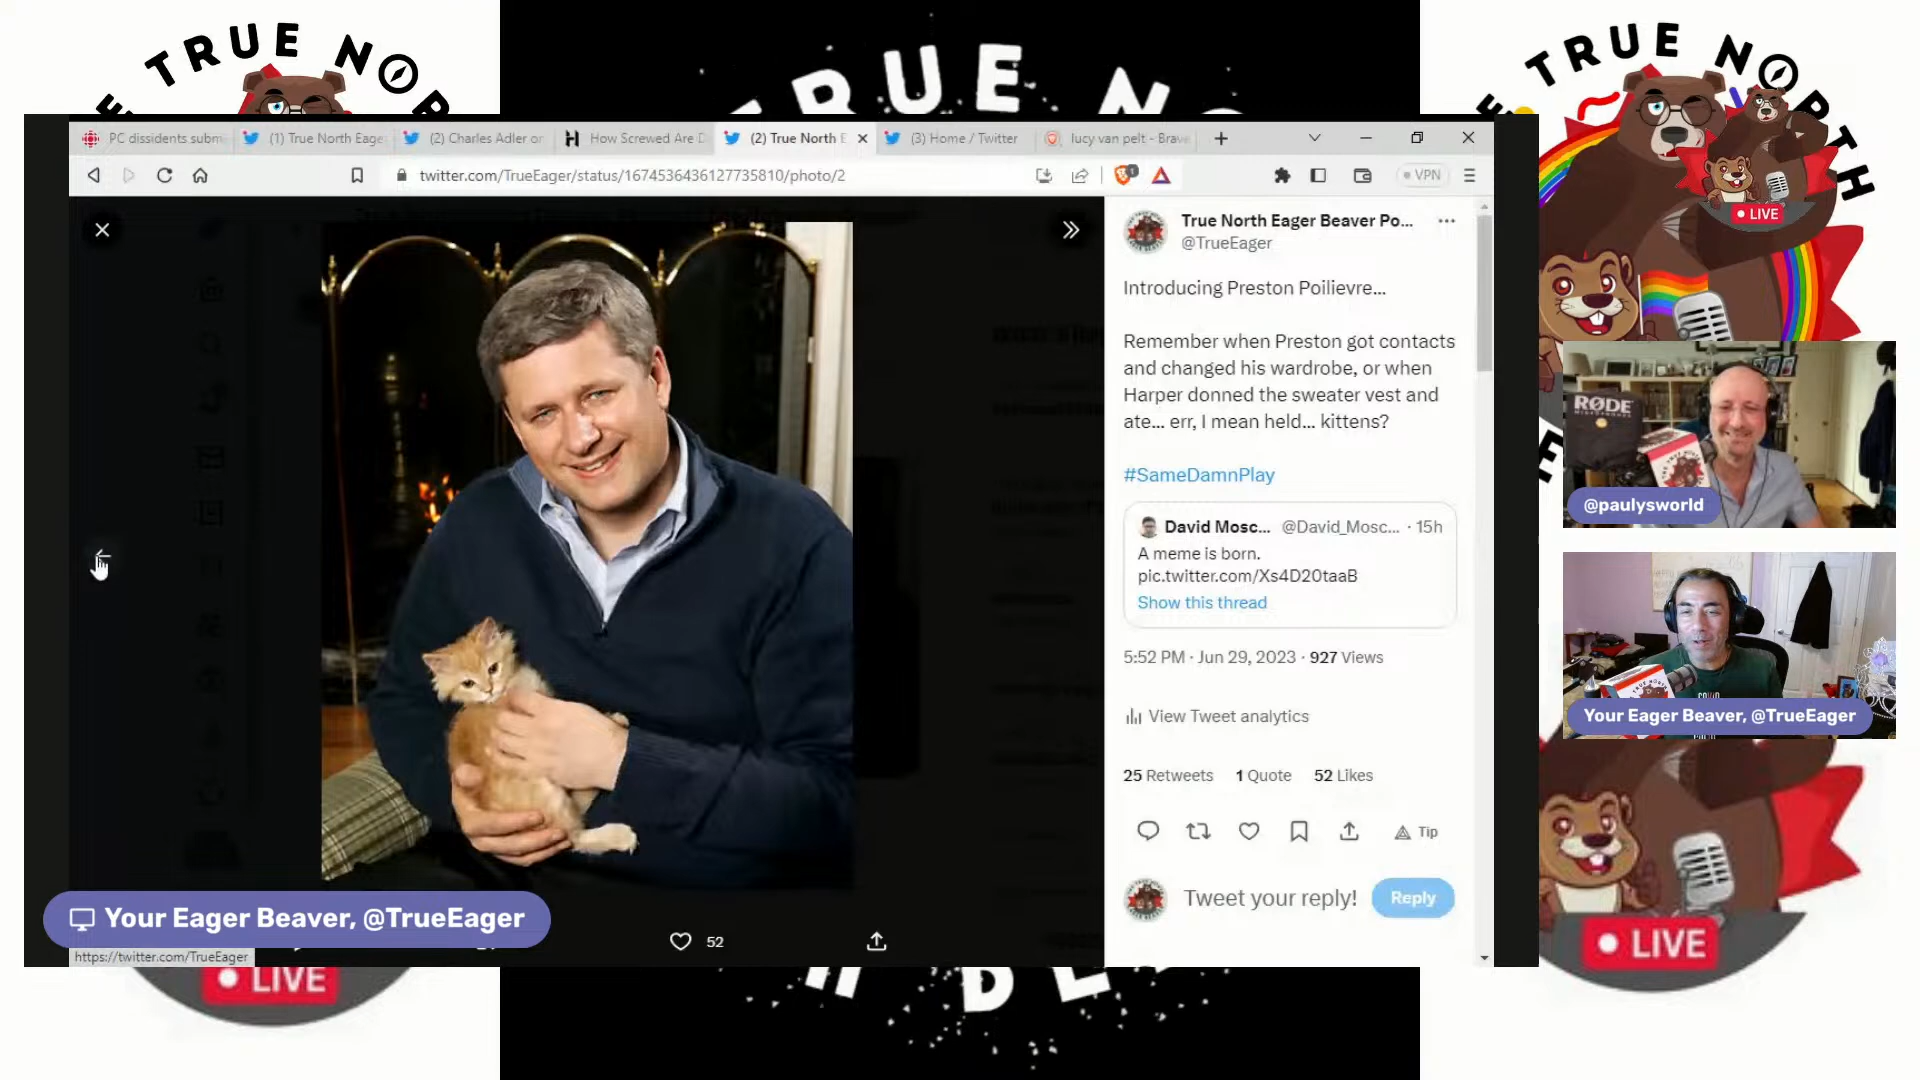 TRUE NOR
TRUE NO
TRUE NORTH
PC dissidents subm
(1) True North Eage
(2) Charles Adler or
How Screwed Are D
(2) True North E
(3) Home / Twitter
lucy van pelt - Brave
twitter.com/TrueEager/status/1674536436127735810/photo/2
VPN
True North Eager Beaver Po...
@TrueEager
Introducing Preston Poilievre...
Remember when Preston got contacts
and changed his wardrobe, or when
Harper donned the sweater vest and
ate... err, I mean held... kittens?
#SameDamnPlay
David Mosc... @David_Mosc... · 15h
A meme is born.
pic.twitter.com/Xs4D20taaB
Show this thread
5:52 PM · Jun 29, 2023 · 927 Views
View Tweet analytics
25 Retweets 1 Quote 52 Likes
Tip
Tweet your reply!
Reply
52
Your Eager Beaver, @TrueEager
https://twitter.com/TrueEager
LIVE
RØDE
@paulysworld
Your Eager Beaver, @TrueEager
LIVE
LIVE